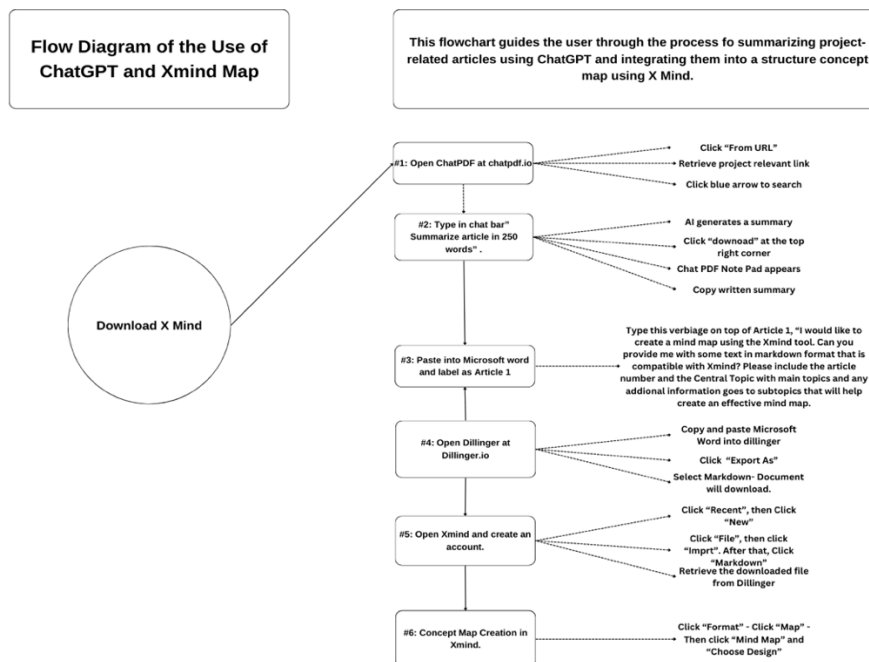 Flow Diagram of the Use of
ChatGPT and Xmind Map
This flowchart guides the user through the process fo summarizing project-
related articles using ChatGPT and integrating them into a structure concept
map using X Mind.
Download X Mind
#1: Open ChatPDF at chatpdf.io
Click “From URL”
Retrieve project relevant link
Click blue arrow to search
#2: Type in chat bar”
Summarize article in 250
words” .
AI generates a summary
Click “downoad” at the top
right corner
Chat PDF Note Pad appears
Copy written summary
#3: Paste into Microsoft word
and label as Article 1
Type this verbiage on top of Article 1, “I would like to
create a mind map using the Xmind tool. Can you
provide me with some text in markdown format that is
compatible with Xmind? Please include the article
number and the Central Topic with main topics and any
addional information goes to subtopics that will help
create an effective mind map.
#4: Open Dillinger at
Dillinger.io
Copy and paste Microsoft
Word into dillinger
Click “Export As”
Select Markdown- Document
will download.
#5: Open Xmind and create an
account.
Click “Recent”, then Click
“New”
Click “File”, then click
“Imprt”. After that, Click
“Markdown”
Retrieve the downloaded file
from Dillinger
#6: Concept Map Creation in
Xmind.
Click “Format” - Click “Map” -
Then click “Mind Map” and
“Choose Design”